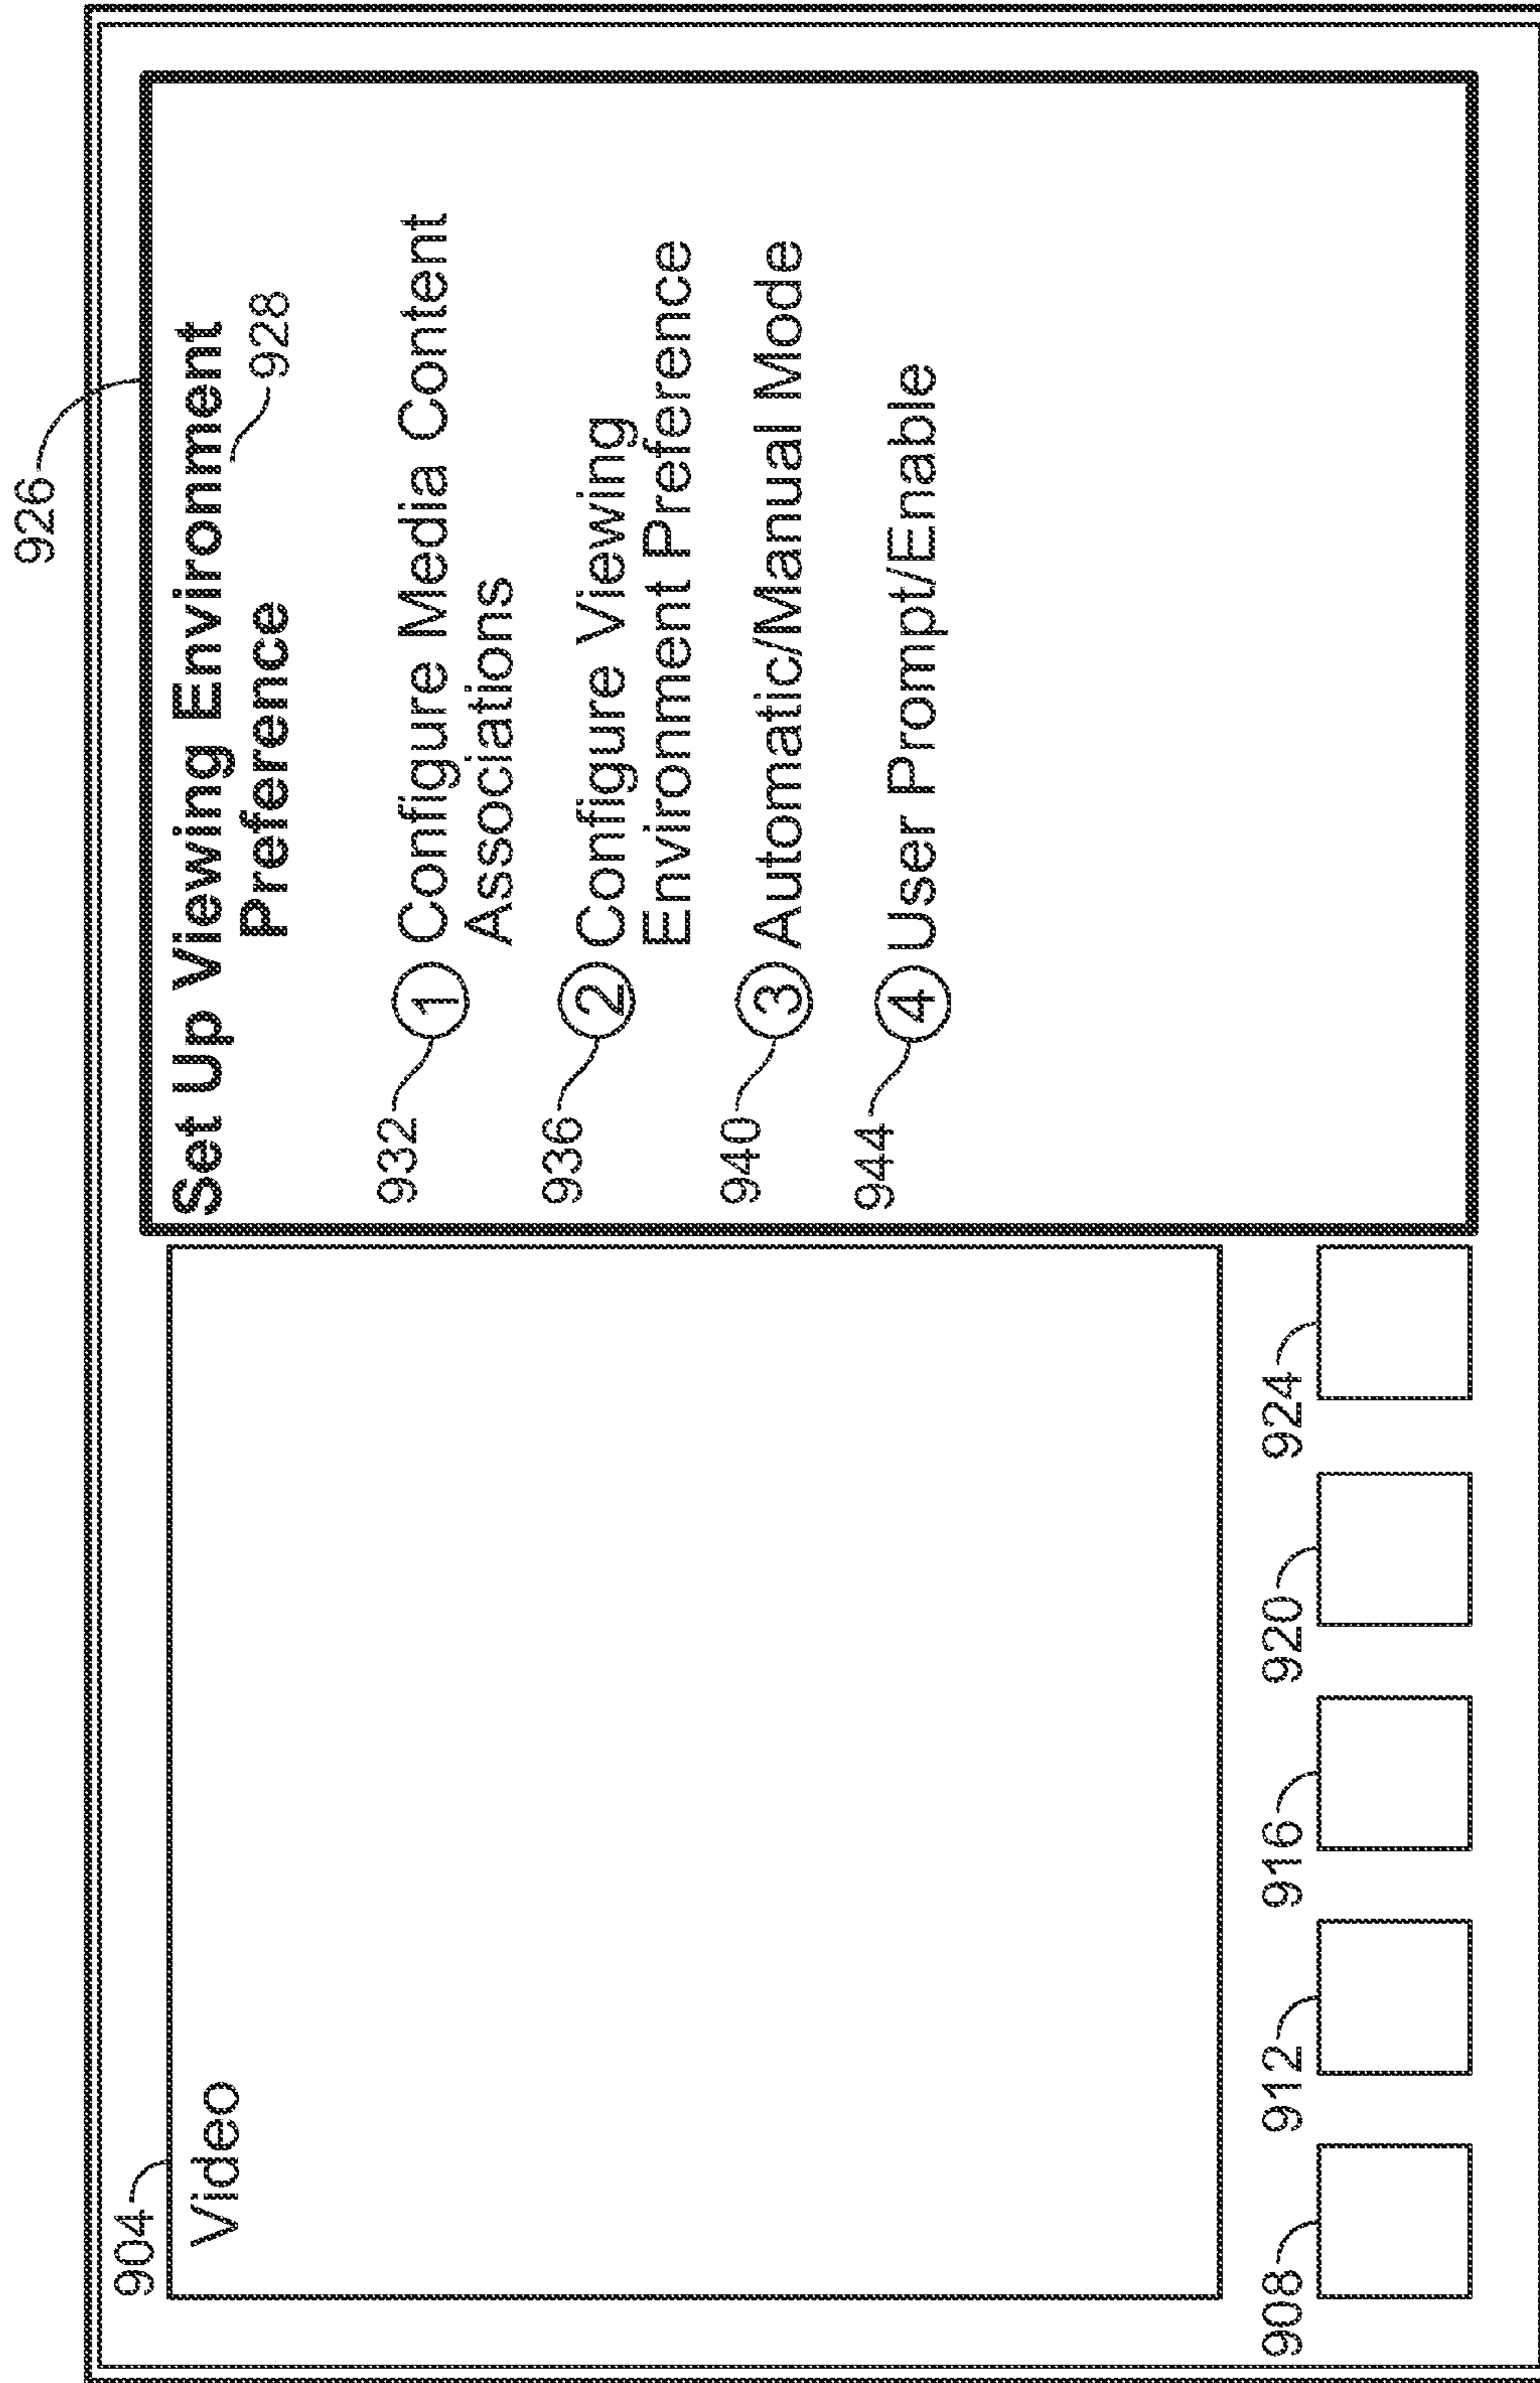 926
904
Video
Set Up Viewing Environment
Preference
928
932
1 Configure Media Content
Associations
936
2 Configure Viewing
Environment Preference
940
3 Automatic/Manual Mode
944
4 User Prompt/Enable
908
912
916
920
924